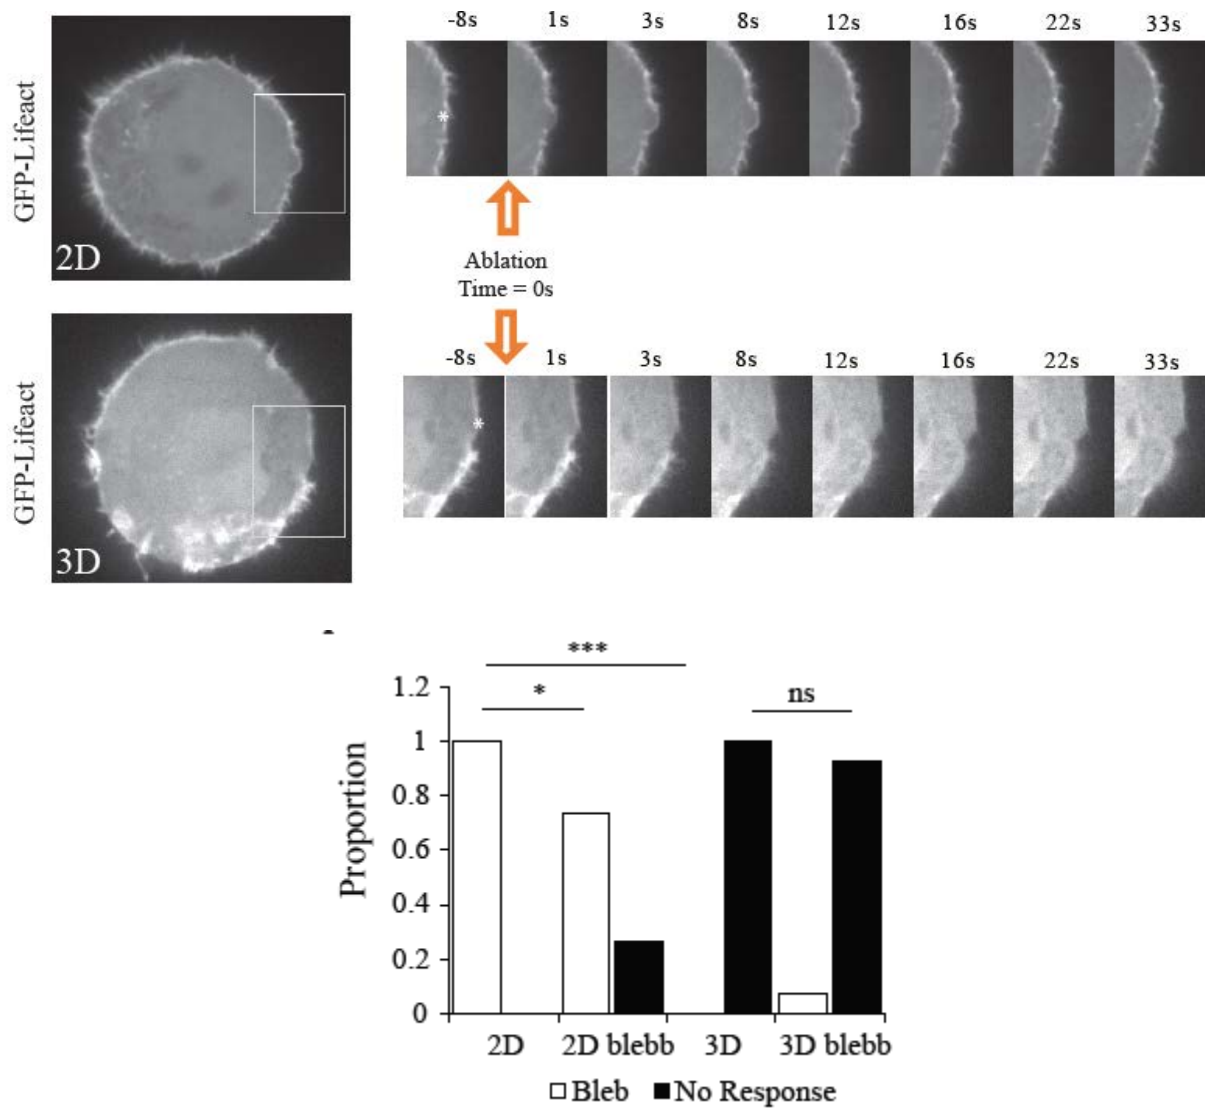 GFP-Lifeact
2D
-8s 1s 3s 8s 12s 16s 22s 33s
*
Ablation
Time = 0s
GFP-Lifeact
3D
-8s 1s 3s 8s 12s 16s 22s 33s
*
***
*
ns
Proportion
1.2
1
0.8
0.6
0.4
0.2
0
2D 2D blebb 3D 3D blebb
Bleb No Response